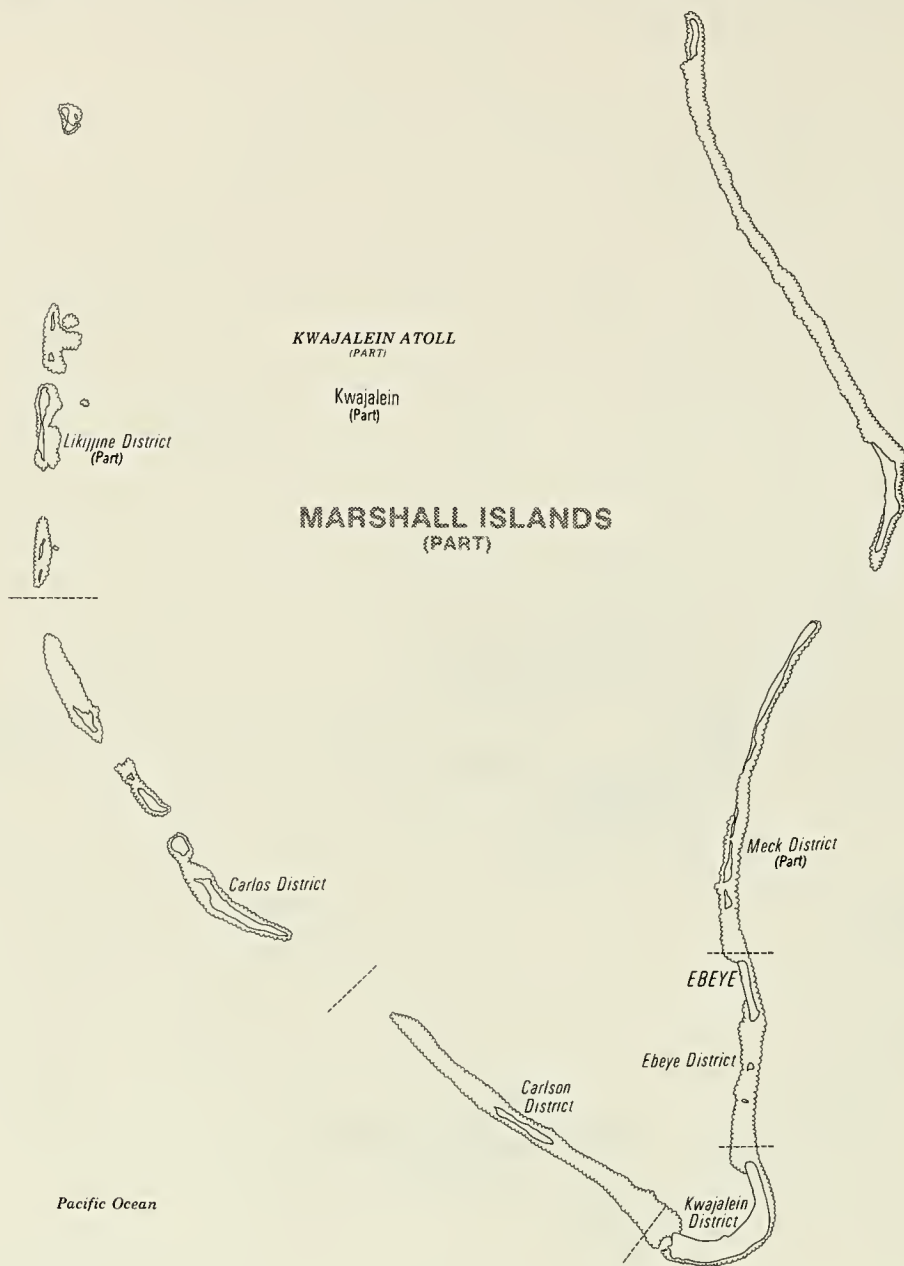 KWAJALEIN ATOLL
(PART)
Kwajalein
(Part)
Likijjine District
(Part)
MARSHALL ISLANDS
(PART)
Meck District
(Part)
Carlos District
EBEYE
Ebeye District
Carlson
District
Kwajalein
District
Pacific Ocean